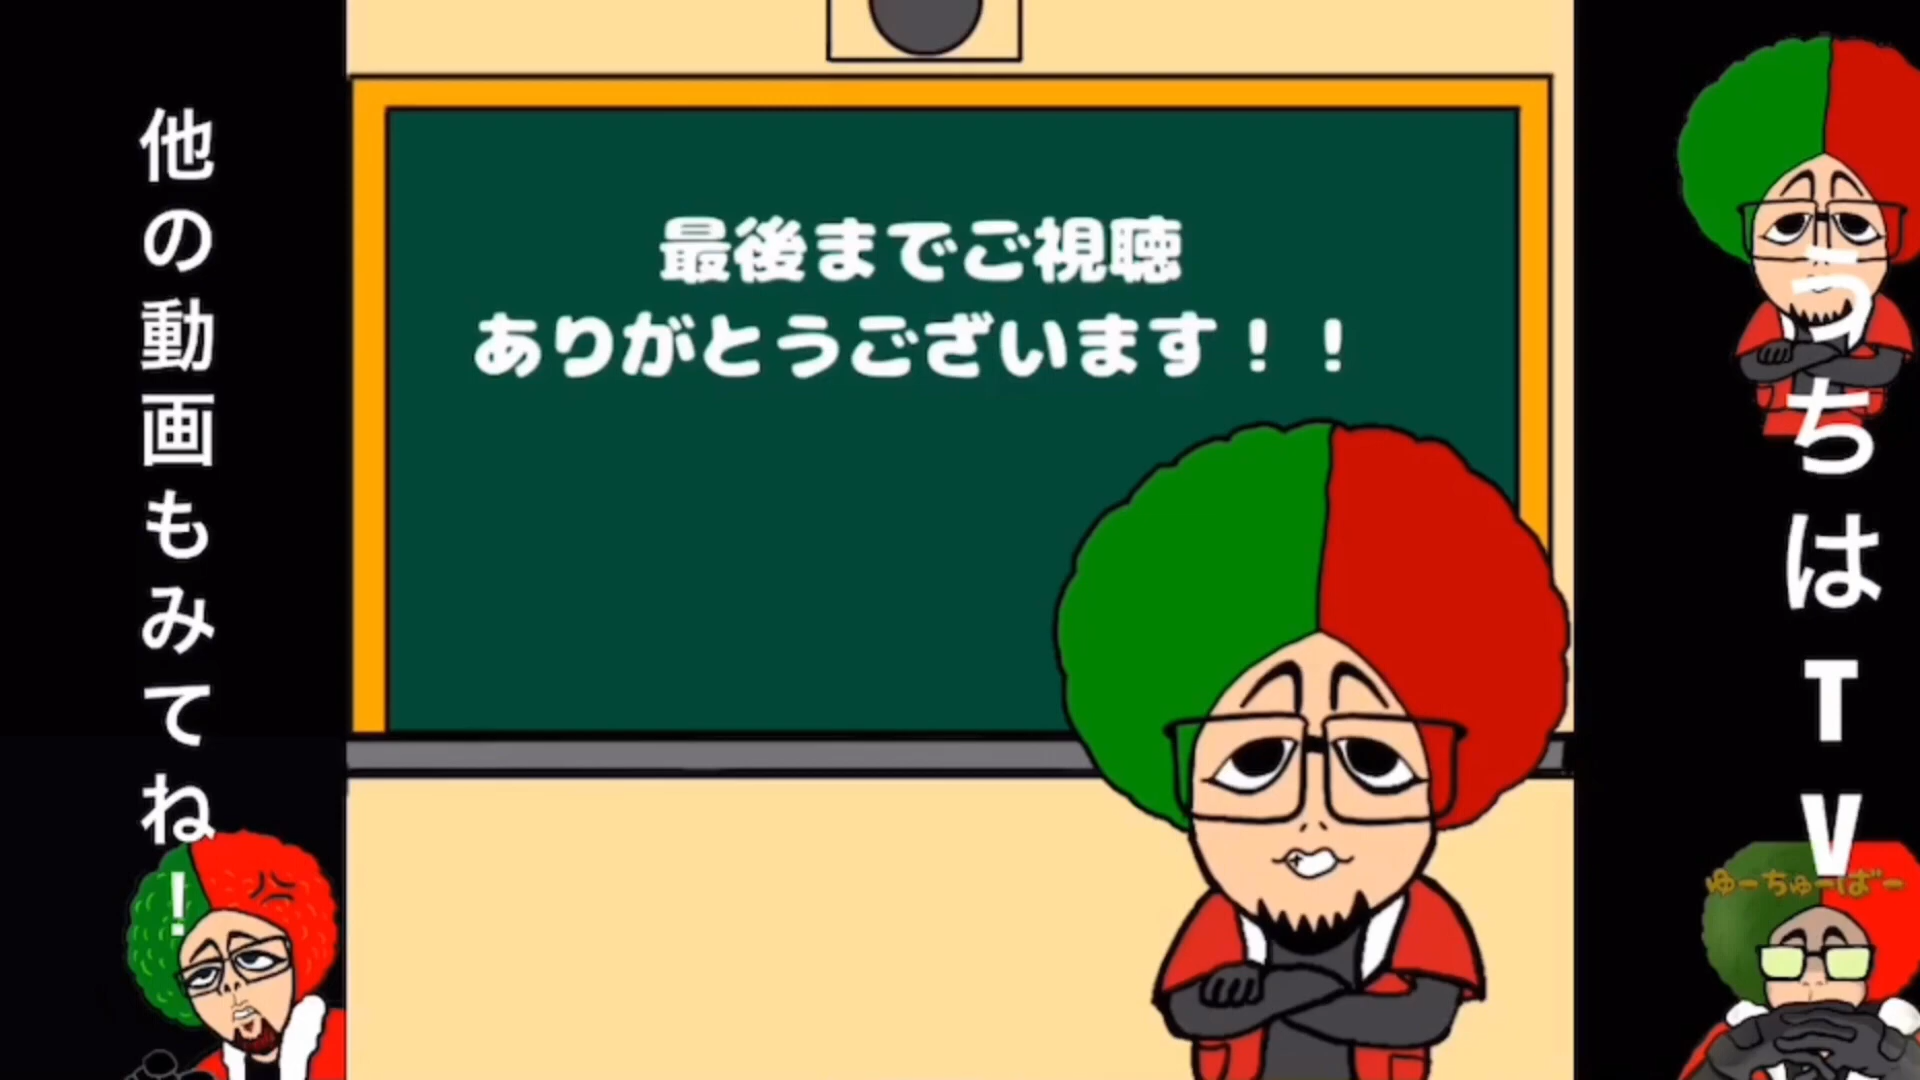 他の動画もみてね!
最後までご視聴
ありがとうございます！！
うちはTV
ゆーちゅーばー